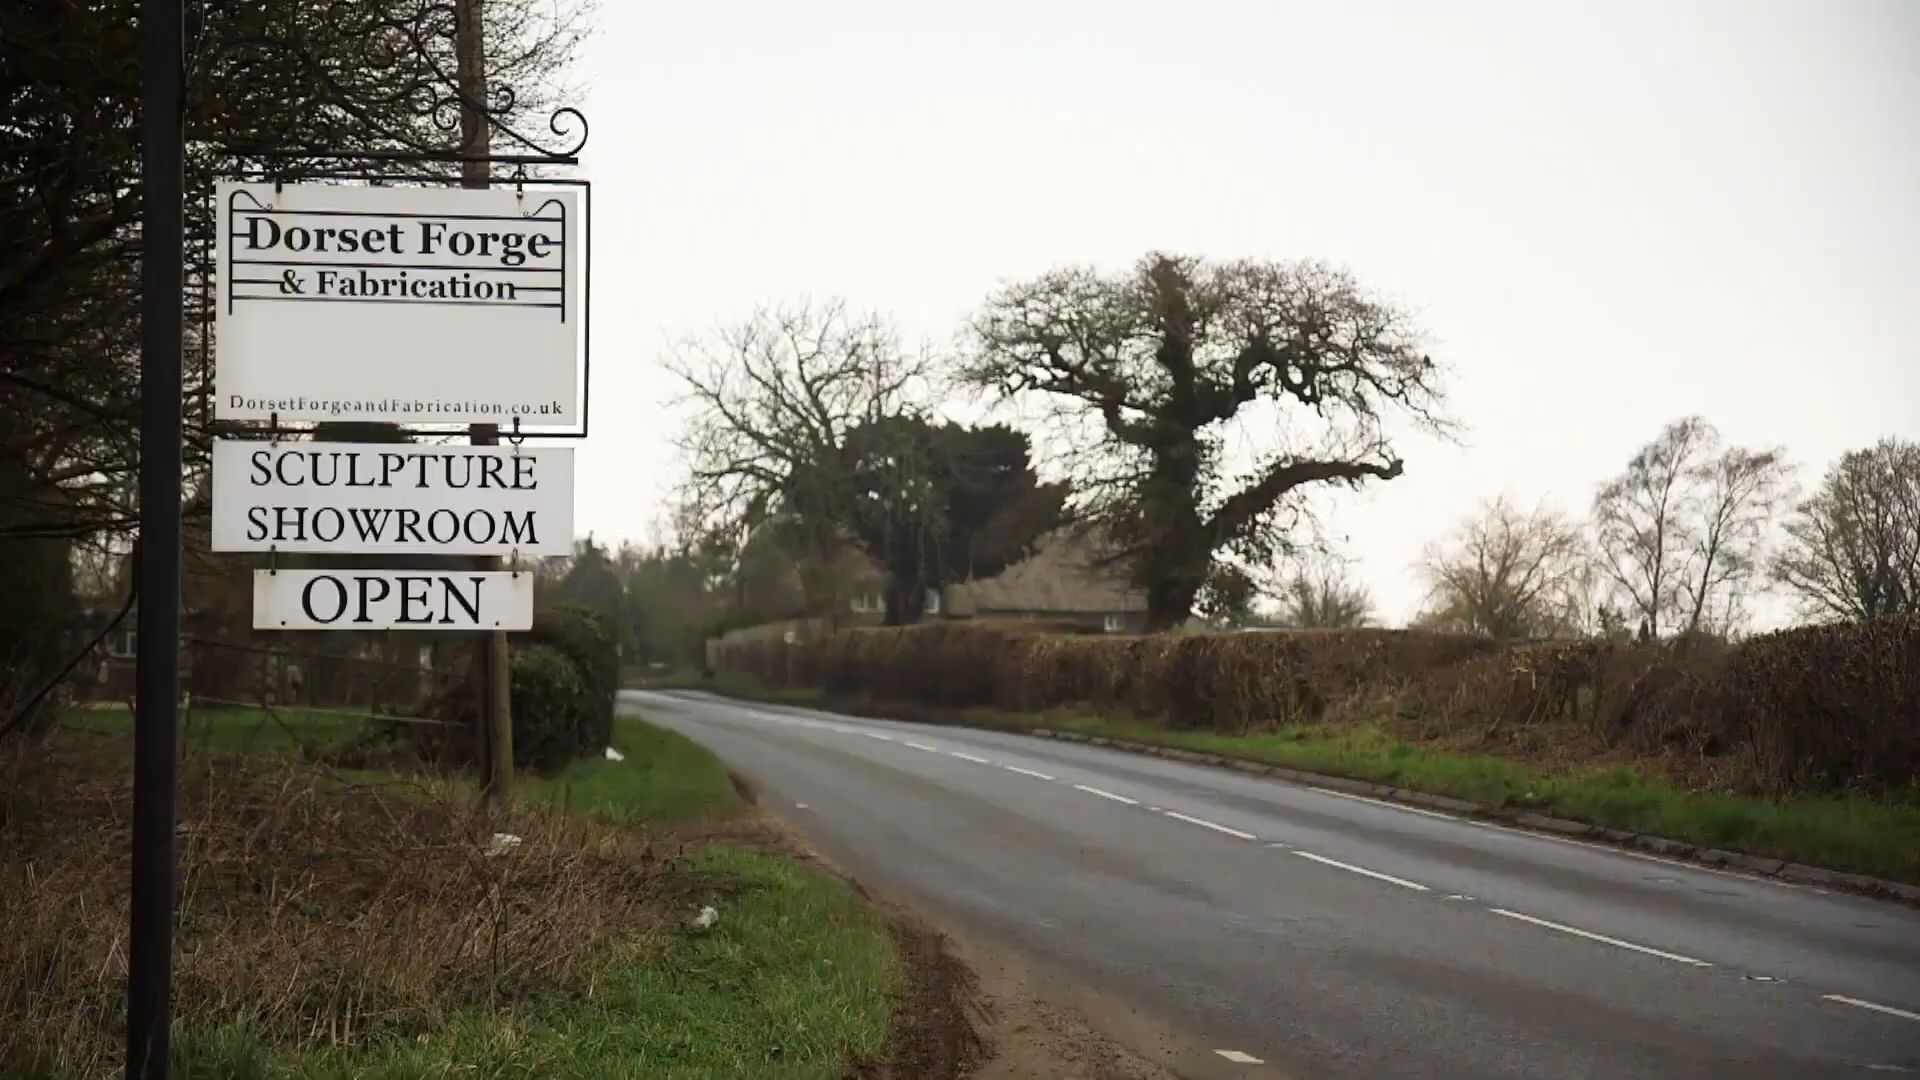 Dorset Forge
& Fabrication
DorsetForgeandFabrication.co.uk
SCULPTURE
SHOWROOM
OPEN